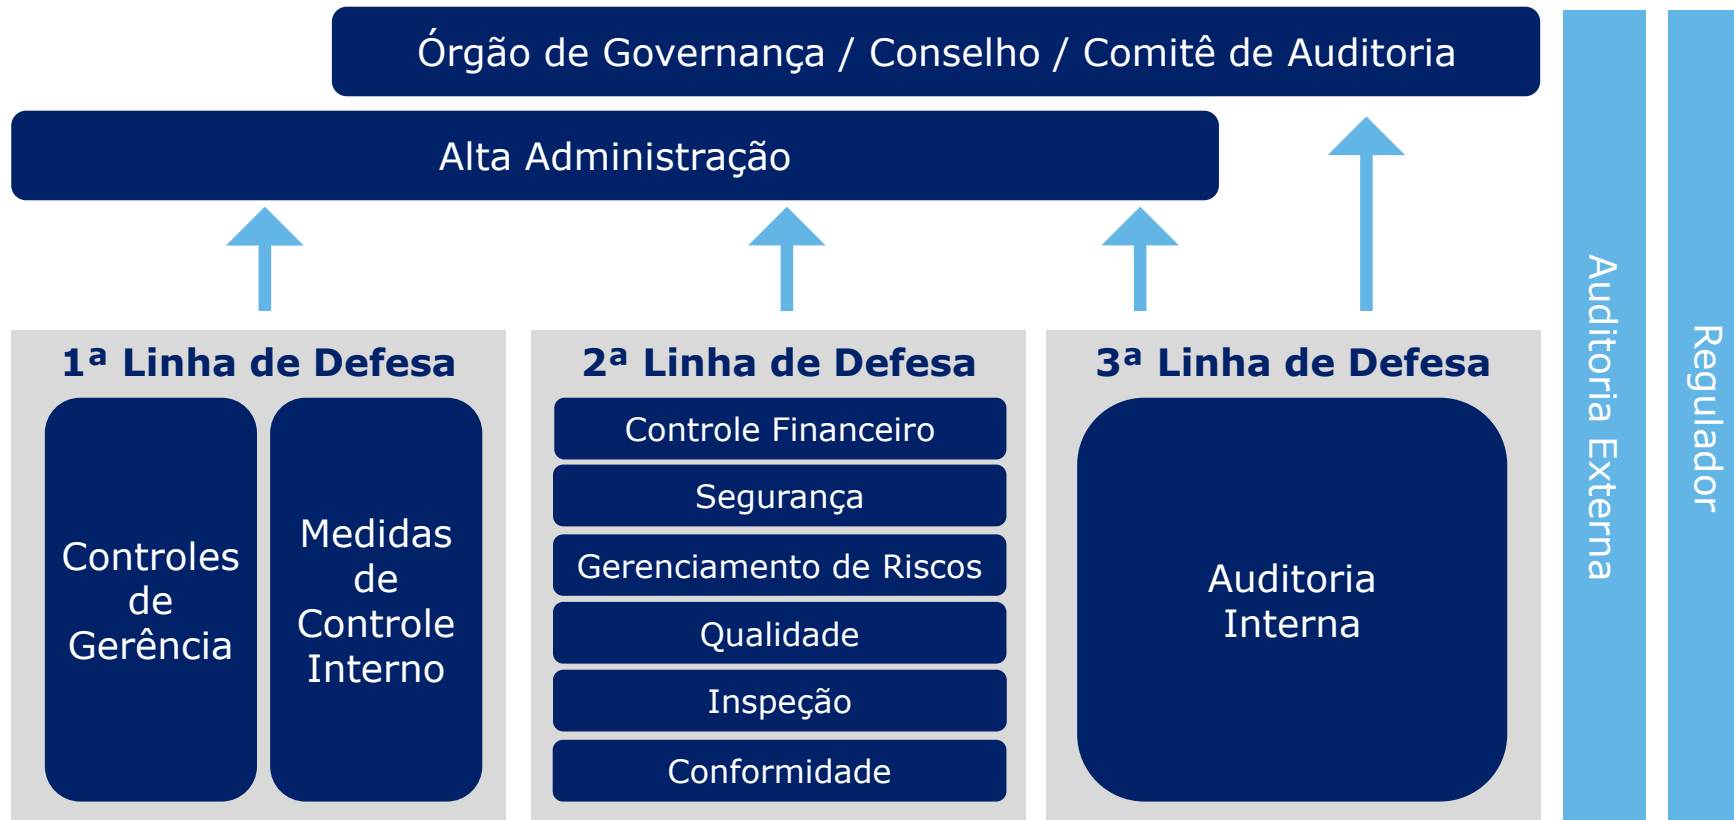 Órgão de Governança / Conselho / Comitê de Auditoria
Alta Administração
1ª Linha de Defesa
Controles
de
Gerência
Medidas
de
Controle
Interno
2ª Linha de Defesa
Controle Financeiro
Segurança
Gerenciamento de Riscos
Qualidade
Inspeção
Conformidade
3ª Linha de Defesa
Auditoria
Interna
Auditoria Externa
Regulador